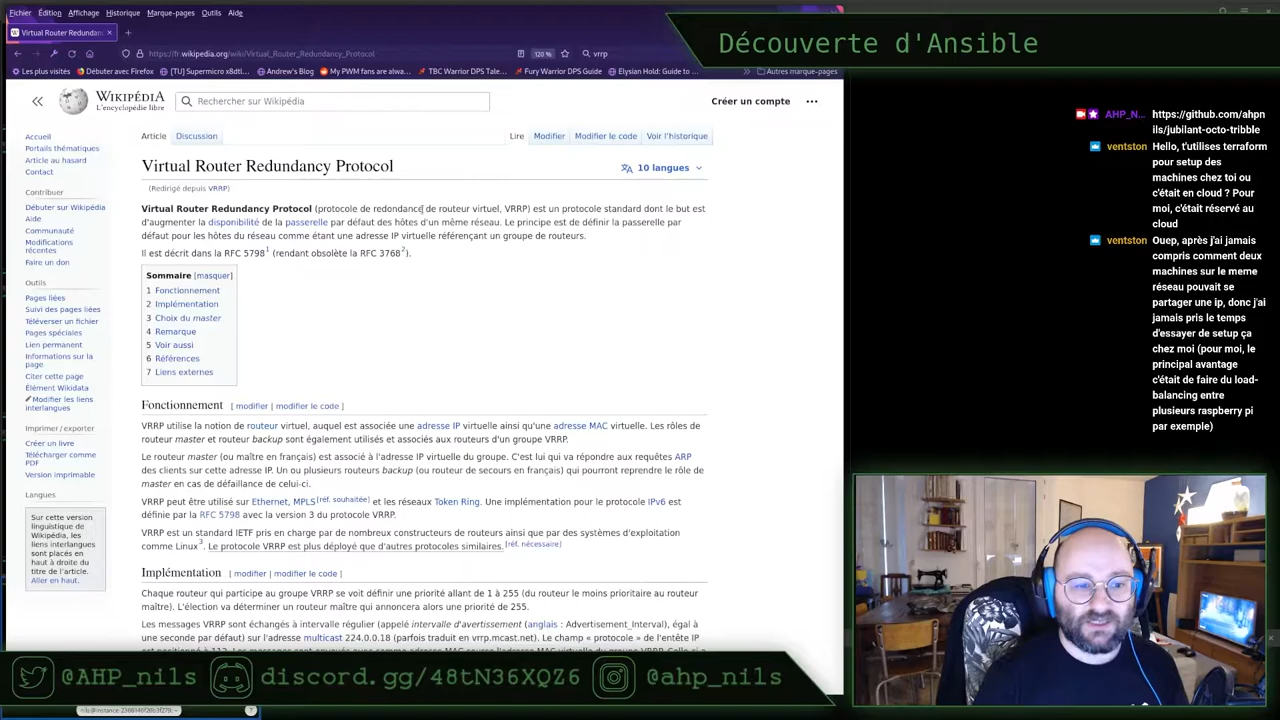 Fichier Édition Affichage Historique Marque-pages Outils Aide
Découverte d'Ansible
Virtual Router Redundanc
https://fr.wikipedia.org/wiki/Virtual_Router_Redundancy_Protocol
120 %
vrrp
Les plus visités
Débuter avec Firefox
[TU] Supermicro x8dtl...
Andrew's Blog
My PWM fans are alwa...
TBC Warrior DPS Tale...
Fury Warrior DPS Guide
Elysian Hold: Guide to ...
Autres marque-pages
WIKIPÉDIA
L'encyclopédie libre
Rechercher sur Wikipédia
Créer un compte
Accueil
Portails thématiques
Article au hasard
Contact
Contribuer
Débuter sur Wikipédia
Aide
Communauté
Modifications
récentes
Faire un don
Outils
Pages liées
Suivi des pages liées
Téléverser un fichier
Pages spéciales
Lien permanent
Informations sur la
page
Citer cette page
Élément Wikidata
Modifier les liens
interlangues
Imprimer / exporter
Créer un livre
Télécharger comme
PDF
Version imprimable
Langues
Sur cette version
linguistique de
Wikipédia, les
liens interlangues
sont placés en
haut à droite du
titre de l'article.
Aller en haut.
Article Discussion
Lire Modifier Modifier le code Voir l'historique
Virtual Router Redundancy Protocol
10 langues
(Redirigé depuis VRRP)
Virtual Router Redundancy Protocol (protocole de redondance de routeur virtuel, VRRP) est un protocole standard dont le but est
d'augmenter la disponibilité de la passerelle par défaut des hôtes d'un même réseau. Le principe est de définir la passerelle par
défaut pour les hôtes du réseau comme étant une adresse IP virtuelle référençant un groupe de routeurs.
Il est décrit dans la RFC 5798 1 (rendant obsolète la RFC 3768 2).
Sommaire [masquer]
1 Fonctionnement
2 Implémentation
3 Choix du master
4 Remarque
5 Voir aussi
6 Références
7 Liens externes
Fonctionnement [ modifier | modifier le code ]
VRRP utilise la notion de routeur virtuel, auquel est associée une adresse IP virtuelle ainsi qu'une adresse MAC virtuelle. Les rôles de
routeur master et routeur backup sont également utilisés et associés aux routeurs d'un groupe VRRP.
Le routeur master (ou maître en français) est associé à l'adresse IP virtuelle du groupe. C'est lui qui va répondre aux requêtes ARP
des clients sur cette adresse IP. Un ou plusieurs routeurs backup (ou routeur de secours en français) qui pourront reprendre le rôle de
master en cas de défaillance de celui-ci.
VRRP peut être utilisé sur Ethernet, MPLS [réf. souhaitée] et les réseaux Token Ring. Une implémentation pour le protocole IPv6 est
définie par la RFC 5798 avec la version 3 du protocole VRRP.
VRRP est un standard IETF pris en charge par de nombreux constructeurs de routeurs ainsi que par des systèmes d'exploitation
comme Linux 3. Le protocole VRRP est plus déployé que d'autres protocoles similaires. [réf. nécessaire]
Implémentation [ modifier | modifier le code ]
Chaque routeur qui participe au groupe VRRP se voit définir une priorité allant de 1 à 255 (du routeur le moins prioritaire au routeur
maître). L'élection va déterminer un routeur maître qui annoncera alors une priorité de 255.
Les messages VRRP sont échangés à intervalle régulier (appelé intervalle d'avertissement (anglais : Advertisement_Interval), égal à
une seconde par défaut) sur l'adresse multicast 224.0.0.18 (parfois traduit en vrrp.mcast.net). Le champ « protocole » de l'entête IP
AHP_N... https://github.com/ahpn
ils/jubilant-octo-tribble
ventston Hello, t'utilises terraform
pour setup des
machines chez toi ou
c'était en cloud ? Pour
moi, c'était réservé au
cloud
ventston Ouep, après j'ai jamais
compris comment deux
machines sur le meme
réseau pouvait se
partager une ip, donc j'ai
jamais pris le temps
d'essayer de setup ça
chez moi (pour moi, le
principal avantage
c'était de faire du load-
balancing entre
plusieurs raspberry pi
par exemple)
@AHP_nils discord.gg/48tN36XQZ6 @ahp_nils